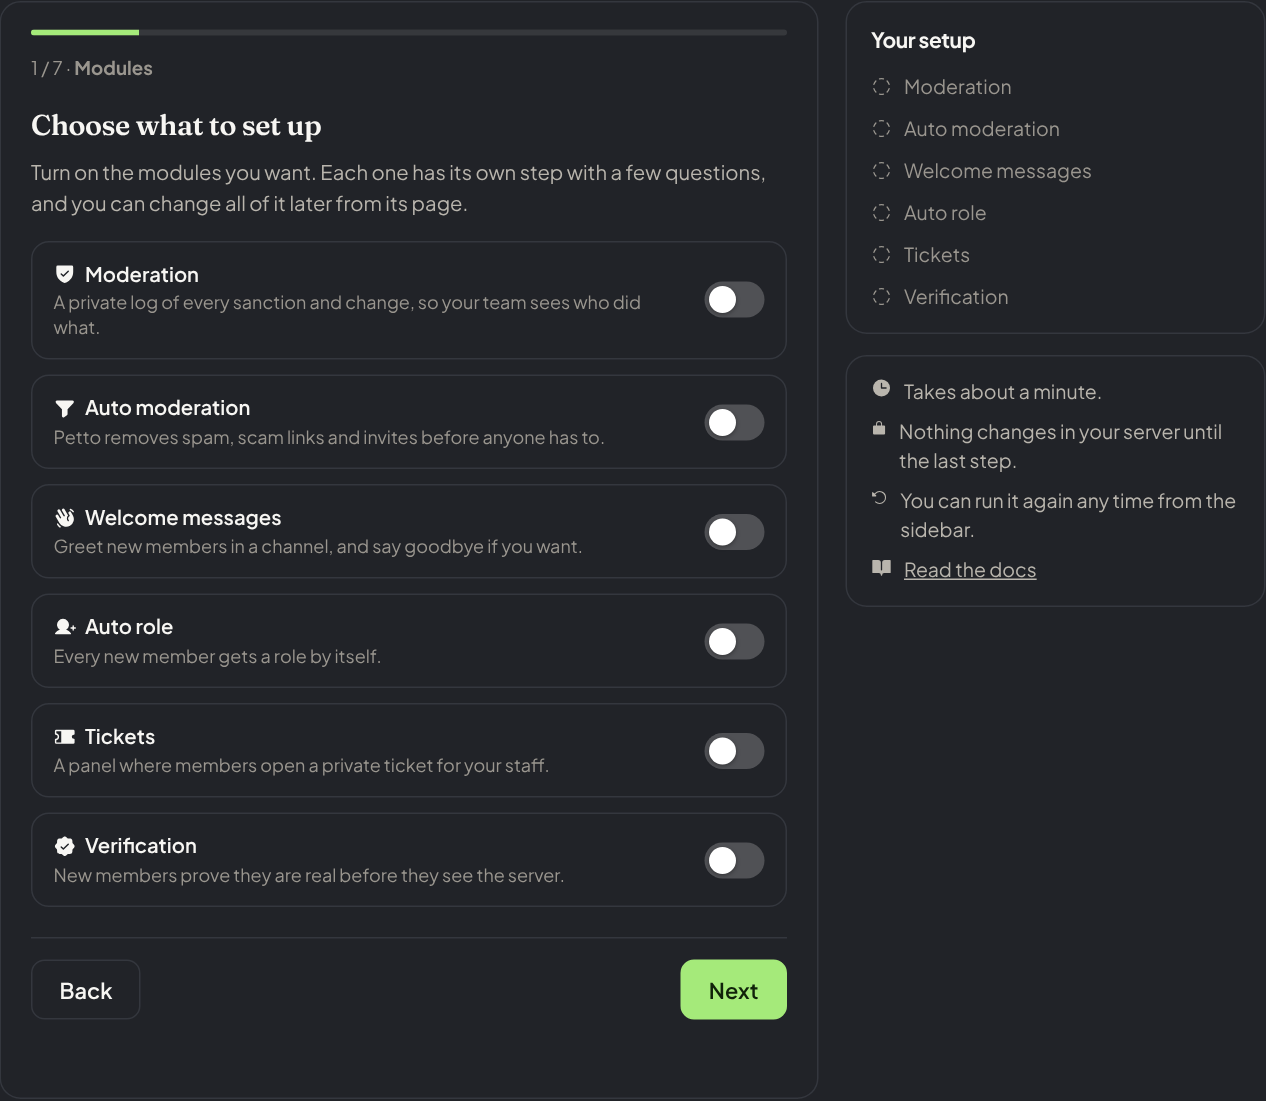 1 / 7 · Modules
Choose what to set up
Turn on the modules you want. Each one has its own step with a few questions,
and you can change all of it later from its page.
Moderation
A private log of every sanction and change, so your team sees who did
what.
Auto moderation
Petto removes spam, scam links and invites before anyone has to.
Welcome messages
Greet new members in a channel, and say goodbye if you want.
Auto role
Every new member gets a role by itself.
Tickets
A panel where members open a private ticket for your staff.
Verification
New members prove they are real before they see the server.
Back
Next
Your setup
Moderation
Auto moderation
Welcome messages
Auto role
Tickets
Verification
Takes about a minute.
Nothing changes in your server until
the last step.
You can run it again any time from the
sidebar.
Read the docs